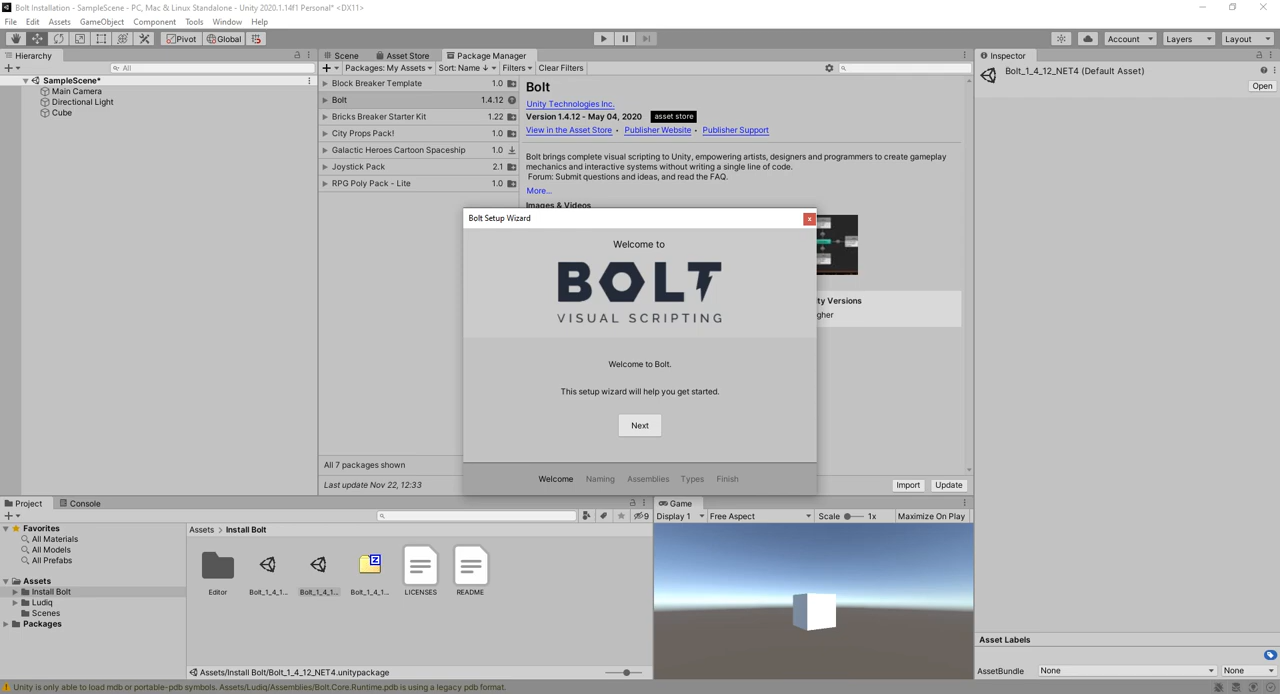 Bolt Installation - SampleScene - PC, Mac & Linux Standalone - Unity 2020.1.14f1 Personal* <DX11>
File Edit Assets GameObject Component Tools Window Help
Pivot Global Account Layers Layout
Hierarchy
All
SampleScene*
Main Camera
Directional Light
Cube
Scene Asset Store Package Manager
Packages: My Assets Sort: Name ↓ Filters Clear Filters
Block Breaker Template 1.0
Bolt 1.4.12
Bricks Breaker Starter Kit 1.22
City Props Pack! 1.0
Galactic Heroes Cartoon Spaceship 1.0
Joystick Pack 2.1
RPG Poly Pack - Lite 1.0
All 7 packages shown
Last update Nov 22, 12:33
Bolt
Unity Technologies Inc.
Version 1.4.12 - May 04, 2020 asset store
View in the Asset Store • Publisher Website • Publisher Support
Bolt brings complete visual scripting to Unity, empowering artists, designers and programmers to create gameplay
mechanics and interactive systems without writing a single line of code.
Forum: Submit questions and ideas, and read the FAQ.
More...
Images & Videos
ty Versions
gher
Import Update
Bolt Setup Wizard
x
Welcome to
BOLT
VISUAL SCRIPTING
Welcome to Bolt.
This setup wizard will help you get started.
Next
Welcome Naming Assemblies Types Finish
Inspector
Bolt_1_4_12_NET4 (Default Asset)
Open
Asset Labels
AssetBundle None None
Project Console
9
Favorites
All Materials
All Models
All Prefabs
Assets
Install Bolt
Ludiq
Scenes
Packages
Assets > Install Bolt
Editor Bolt_1_4_1... Bolt_1_4_1... Bolt_1_4_1... LICENSES README
Assets/Install Bolt/Bolt_1_4_12_NET4.unitypackage
Game
Display 1 Free Aspect Scale 1x Maximize On Play
Unity is only able to load mdb or portable-pdb symbols. Assets/Ludiq/Assemblies/Bolt.Core.Runtime.pdb is using a legacy pdb format.